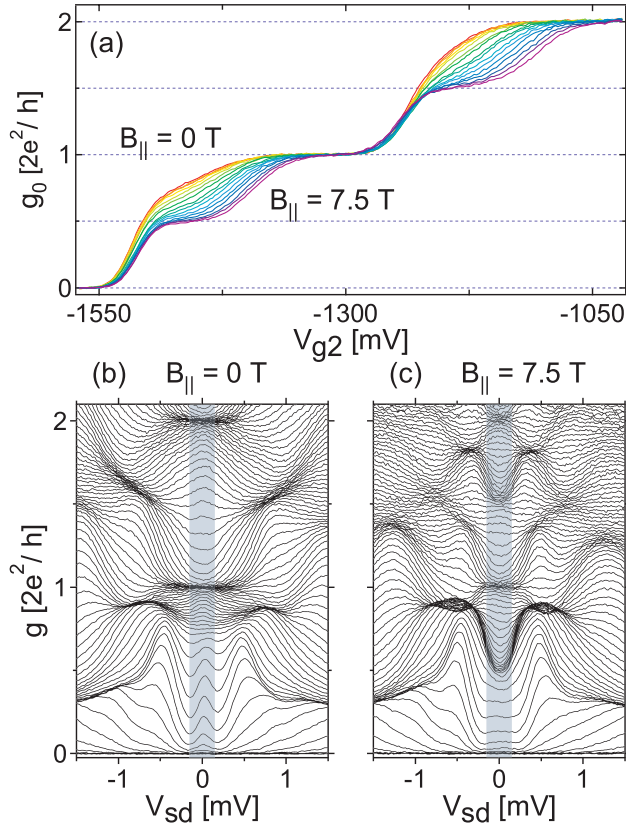 (a)
g₀ [2e²/ h]
2
1
0
B|| = 0 T
B|| = 7.5 T
-1550
-1300
-1050
Vg2 [mV]
(b) B|| = 0 T
(c) B|| = 7.5 T
g [2e²/ h]
2
1
0
-1 0 1
-1 0 1
Vsd [mV]
Vsd [mV]